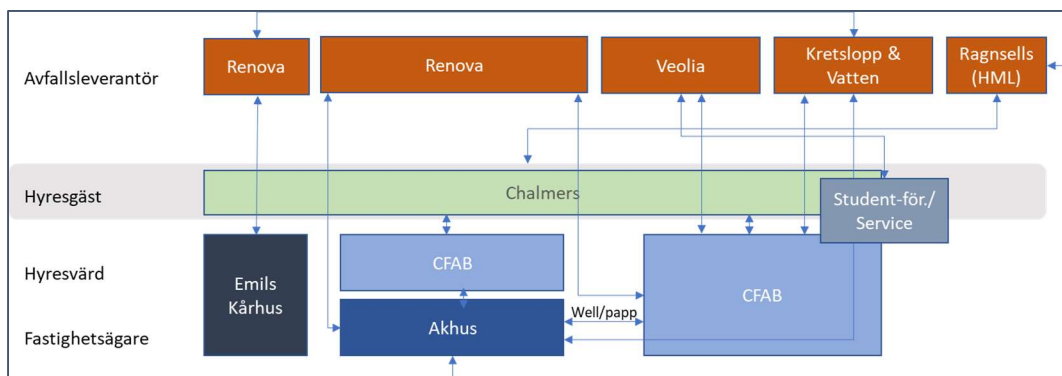 Avfallsleverantör
Renova
Renova
Veolia
Kretslopp &
Vatten
Ragnsells
(HML)
Hyresgäst
Chalmers
Student-för./
Service
Hyresvärd
Emils
Kårhus
CFAB
CFAB
Well/papp
Fastighetsägare
Akhus